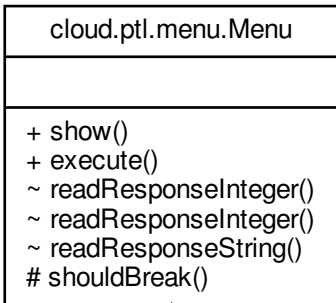 cloud.ptl.menu.Menu
+ show()
+ execute()
~ readResponseInteger()
~ readResponseInteger()
~ readResponseString()
# shouldBreak()